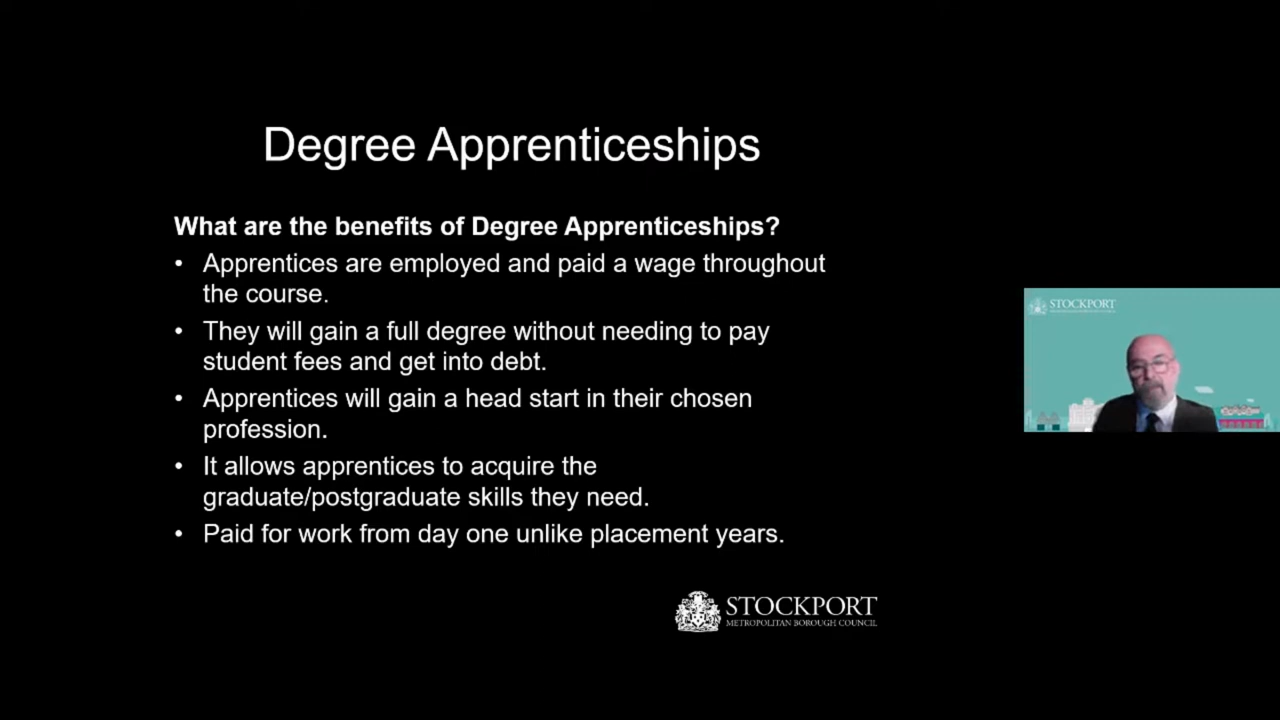 Degree Apprenticeships
What are the benefits of Degree Apprenticeships?
• Apprentices are employed and paid a wage throughout
the course.
• They will gain a full degree without needing to pay
student fees and get into debt.
• Apprentices will gain a head start in their chosen
profession.
• It allows apprentices to acquire the
graduate/postgraduate skills they need.
• Paid for work from day one unlike placement years.
STOCKPORT
METROPOLITAN BOROUGH COUNCIL
STOCKPORT
METROPOLITAN BOROUGH COUNCIL